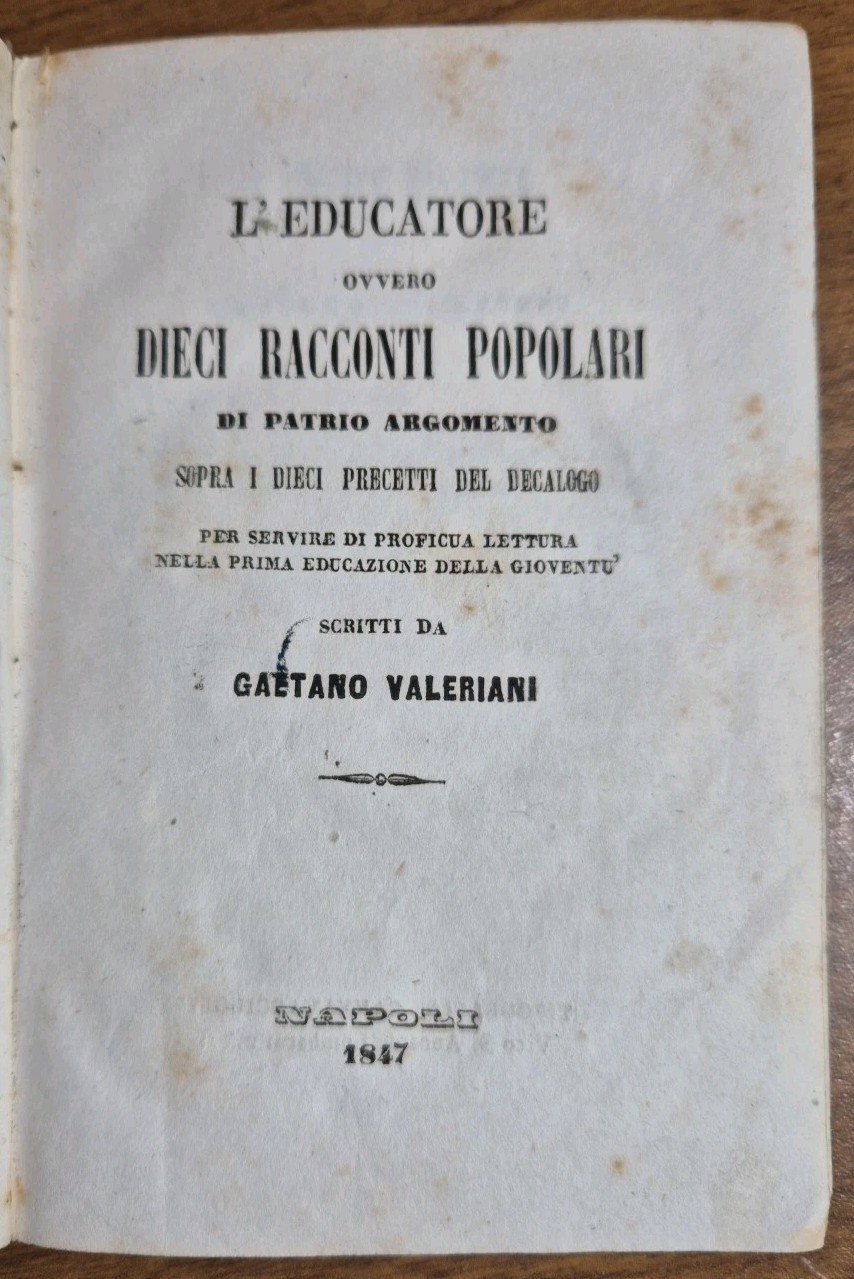 L' EDUCATORE
OVVERO
DIECI RACCONTI POPOLARI
DI PATRIO ARGOMENTO
SOPRA I DIECI PRECETTI DEL DECALOGO
PER SERVIRE DI PROFICUA LETTURA
NELLA PRIMA EDUCAZIONE DELLA GIOVENTU'
SCRITTI DA
GAETANO VALERIANI
NAPOLI
1847